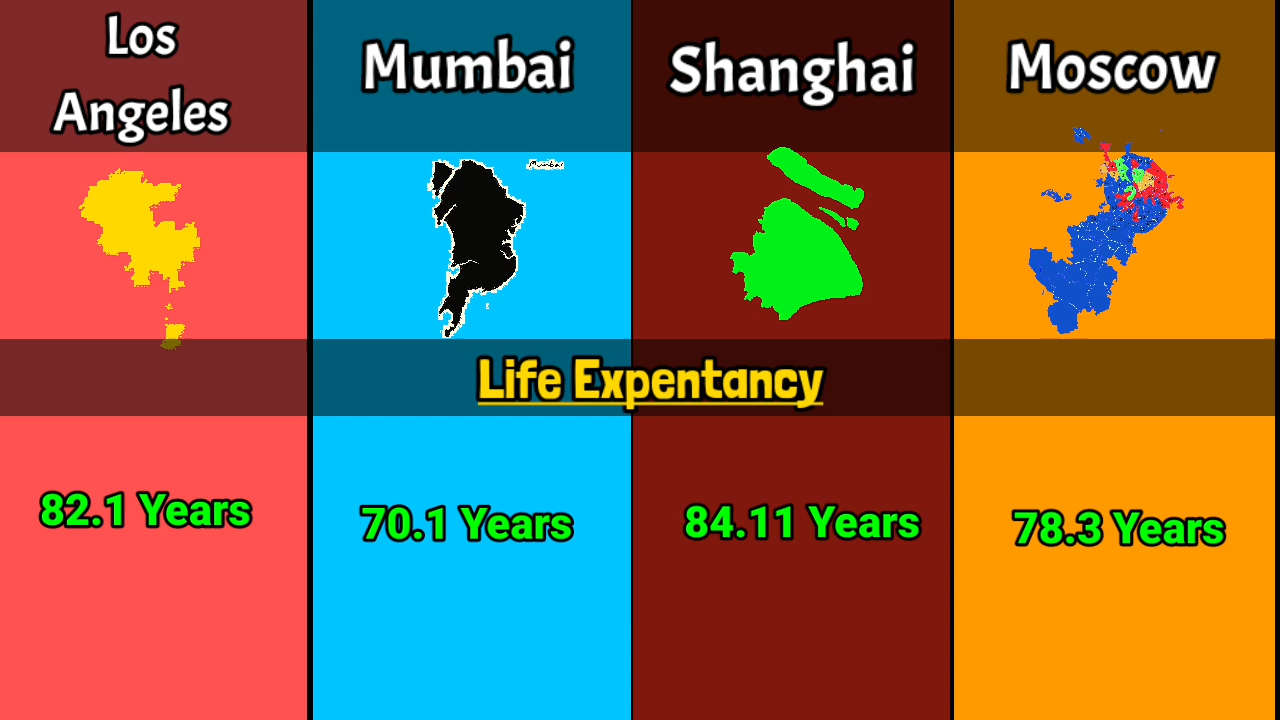 Los
Angeles
Mumbai
Shanghai
Moscow
Mumbai
Life Expentancy
82.1 Years
70.1 Years
84.11 Years
78.3 Years